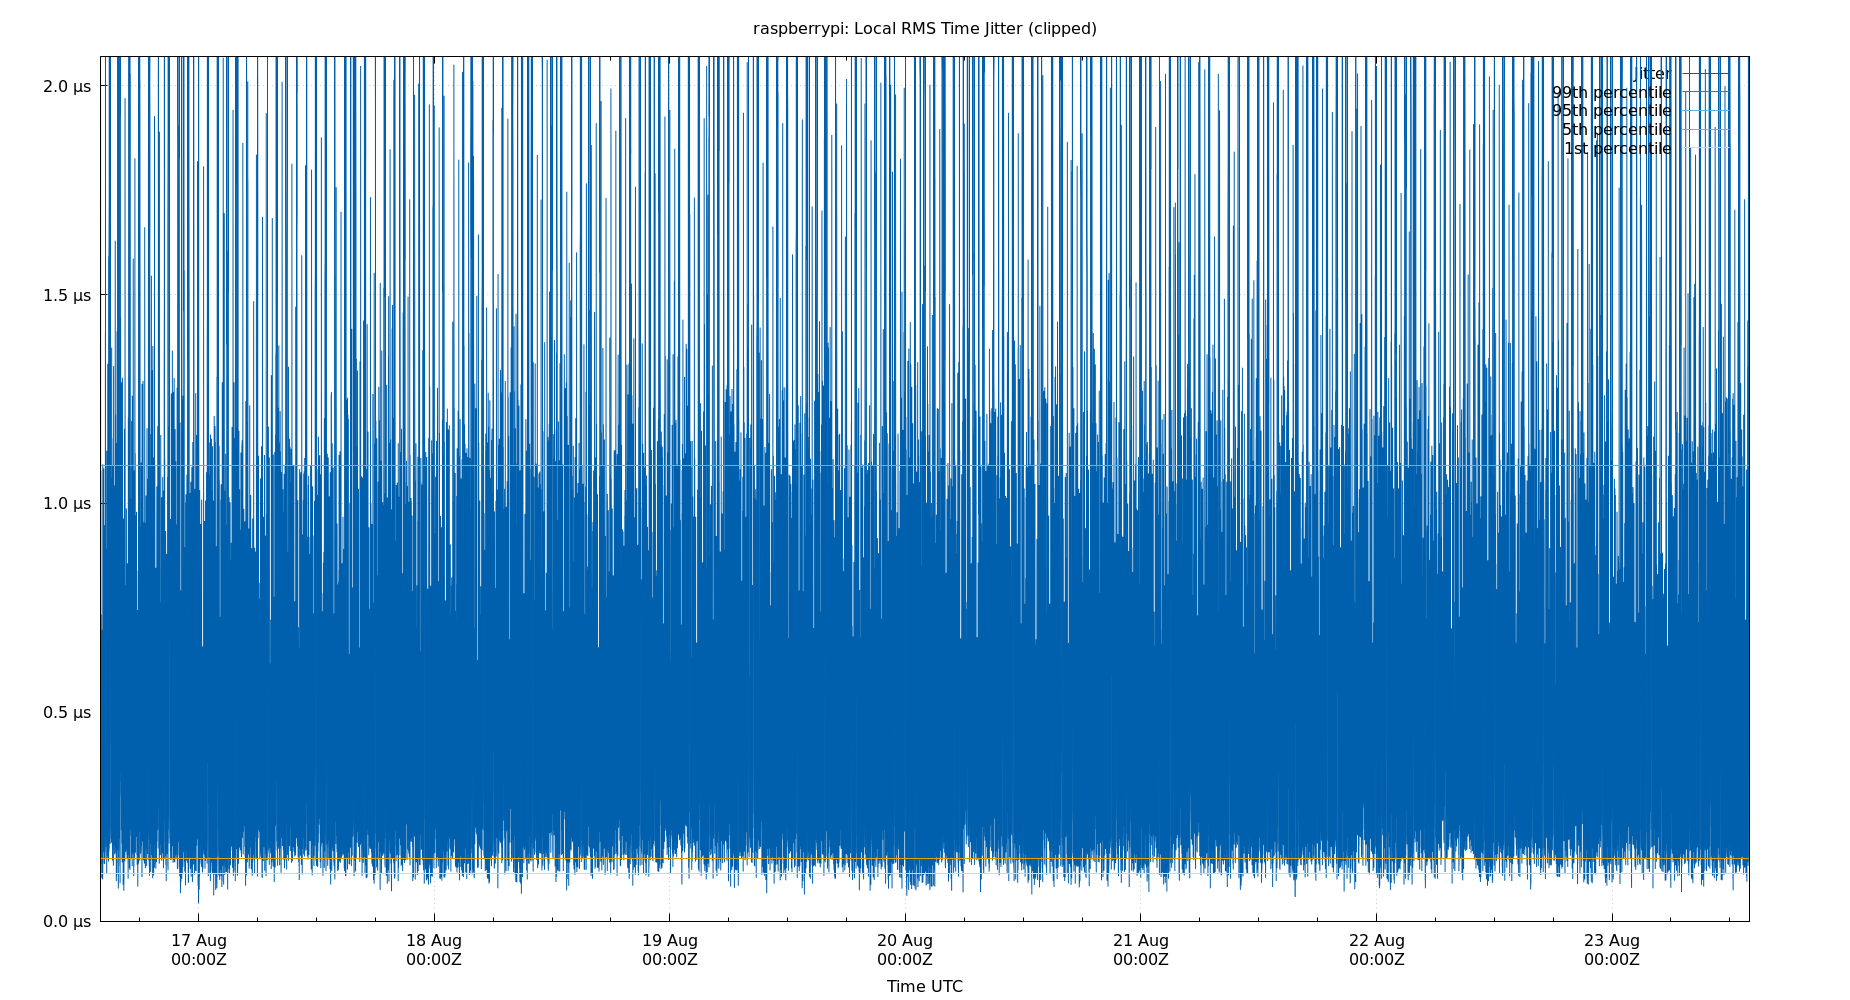 raspberrypi: Local RMS Time Jitter (clipped)
2.0 μs
1.5 μs
1.0 μs
0.5 μs
0.0 μs
jitter
99th percentile
95th percentile
5th percentile
1st percentile
17 Aug
00:00Z
18 Aug
00:00Z
19 Aug
00:00Z
20 Aug
00:00Z
21 Aug
00:00Z
22 Aug
00:00Z
23 Aug
00:00Z
Time UTC